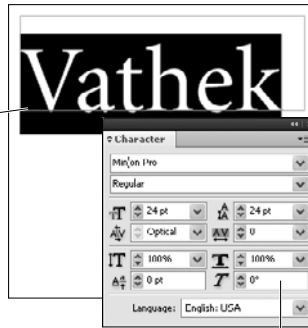 Vathek
Character
Minion Pro
Regular
24 pt 24 pt
Optical 0
100% 100%
0 pt 0°
Language: English: USA